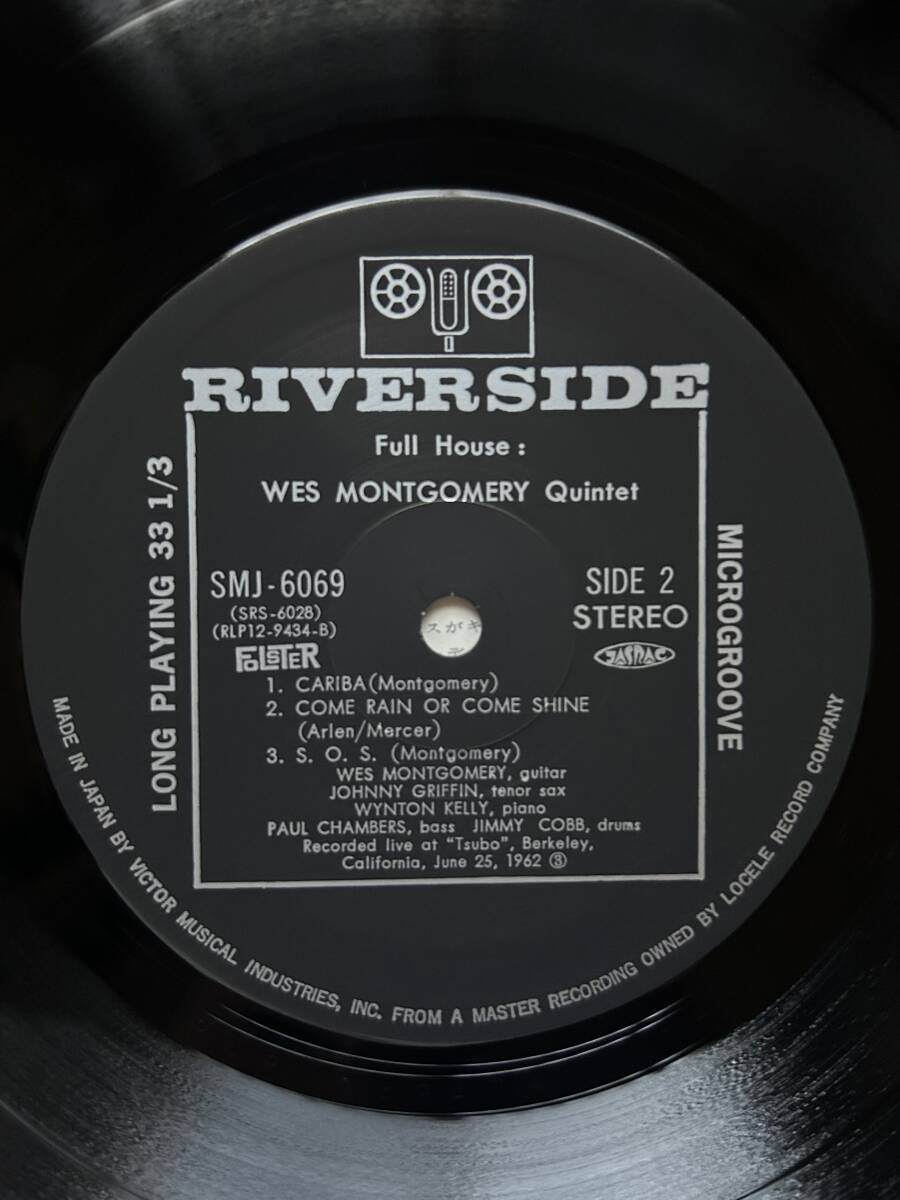 RIVERSIDE
Full House :
WES MONTGOMERY Quintet
LONG PLAYING 33 1/3
MICROGROOVE
SMJ-6069
(SRS-6028)
(RLP12-9434-B)
SIDE 2
STEREO
JASRAC
1. CARIBA (Montgomery)
2. COME RAIN OR COME SHINE
(Arlen/Mercer)
3. S. O. S. (Montgomery)
WES MONTGOMERY, guitar
JOHNNY GRIFFIN, tenor sax
WYNTON KELLY, piano
PAUL CHAMBERS, bass JIMMY COBB, drums
Recorded live at "Tsubo", Berkeley,
California, June 25, 1962 ③
MADE IN JAPAN BY VICTOR MUSICAL INDUSTRIES, INC. FROM A MASTER RECORDING OWNED BY LOCELE RECORD COMPANY